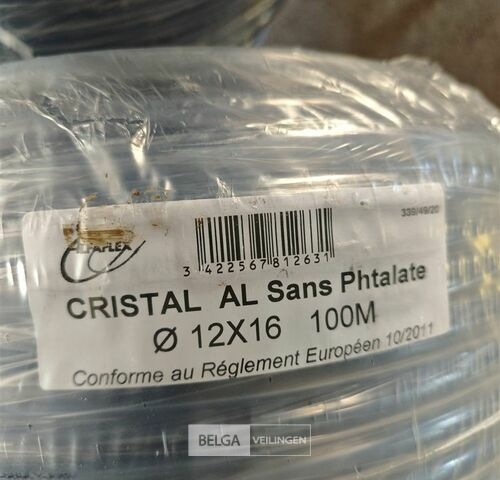 339/49/20
3 422567 812631
CRISTAL AL Sans Phtalate
Ø 12X16 100M
Conforme au Réglement Européen 10/2011
BELGA VEILINGEN